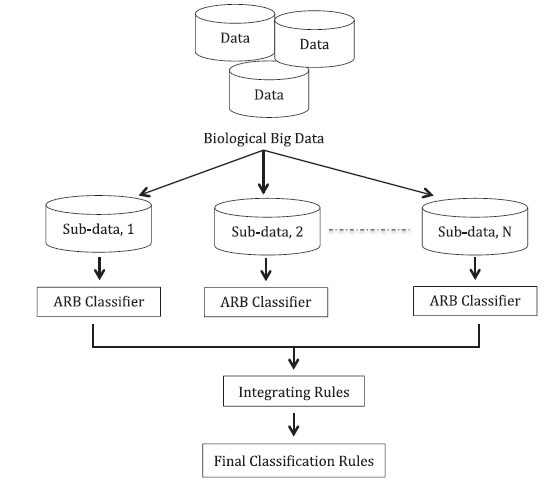 Data
Data
Data
Biological Big Data
Sub-data, 1
Sub-data, 2
Sub-data, N
ARB Classifier
ARB Classifier
ARB Classifier
Integrating Rules
Final Classification Rules